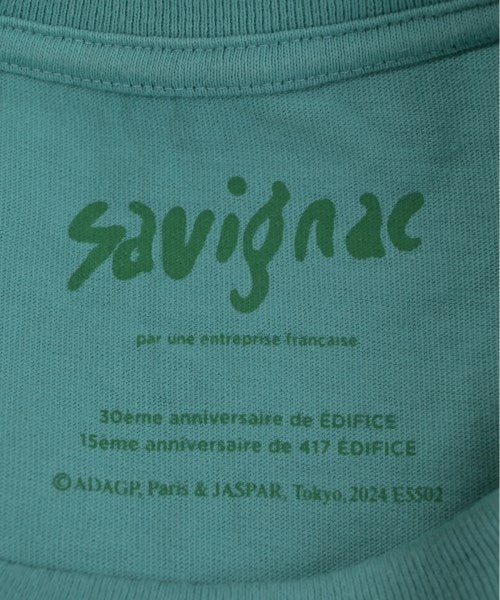 savignac
par une entreprise française
30ème anniversaire de ÉDIFICE
15ème anniversaire de 417 ÉDIFICE
©ADAGP, Paris & JASPAR, Tokyo, 2024 E5502